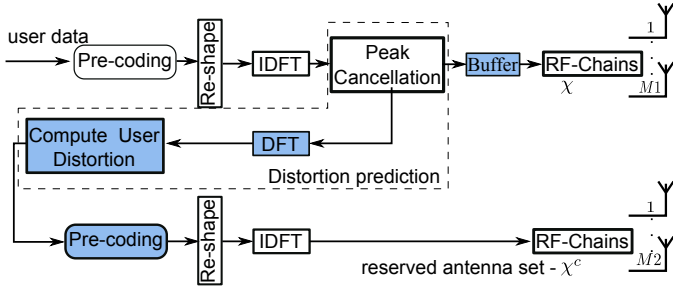 user data
Pre-coding
Re-shape
IDFT
Peak
Cancellation
Buffer
RF-Chains
χ
1
M1
Compute User
Distortion
DFT
Distortion prediction
Pre-coding
Re-shape
IDFT
RF-Chains
reserved antenna set - χᶜ
1
M2